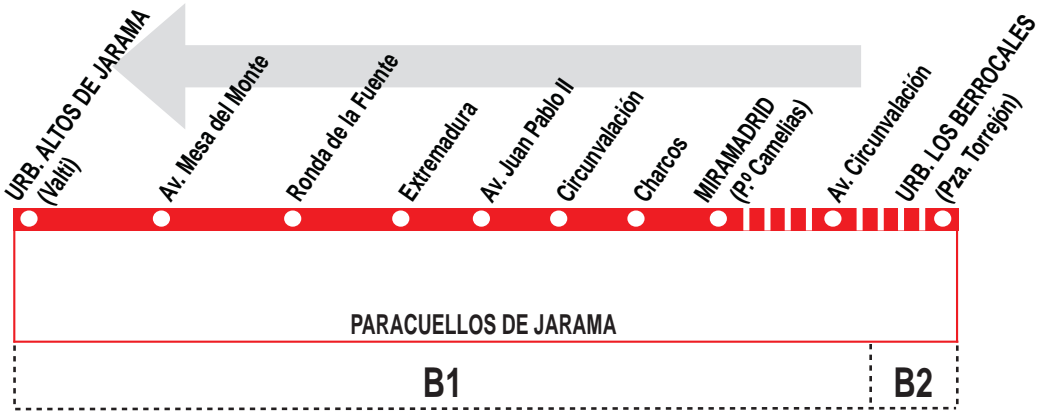 URB. ALTOS DE JARAMA
(Valti)
Av. Mesa del Monte
Ronda de la Fuente
Extremadura
Av. Juan Pablo II
Circunvalación
Charcos
MIRAMADRID
(P.º Camelias)
Av. Circunvalación
URB. LOS BERROCALES
(Pza. Torrejón)
PARACUELLOS DE JARAMA
B1
B2